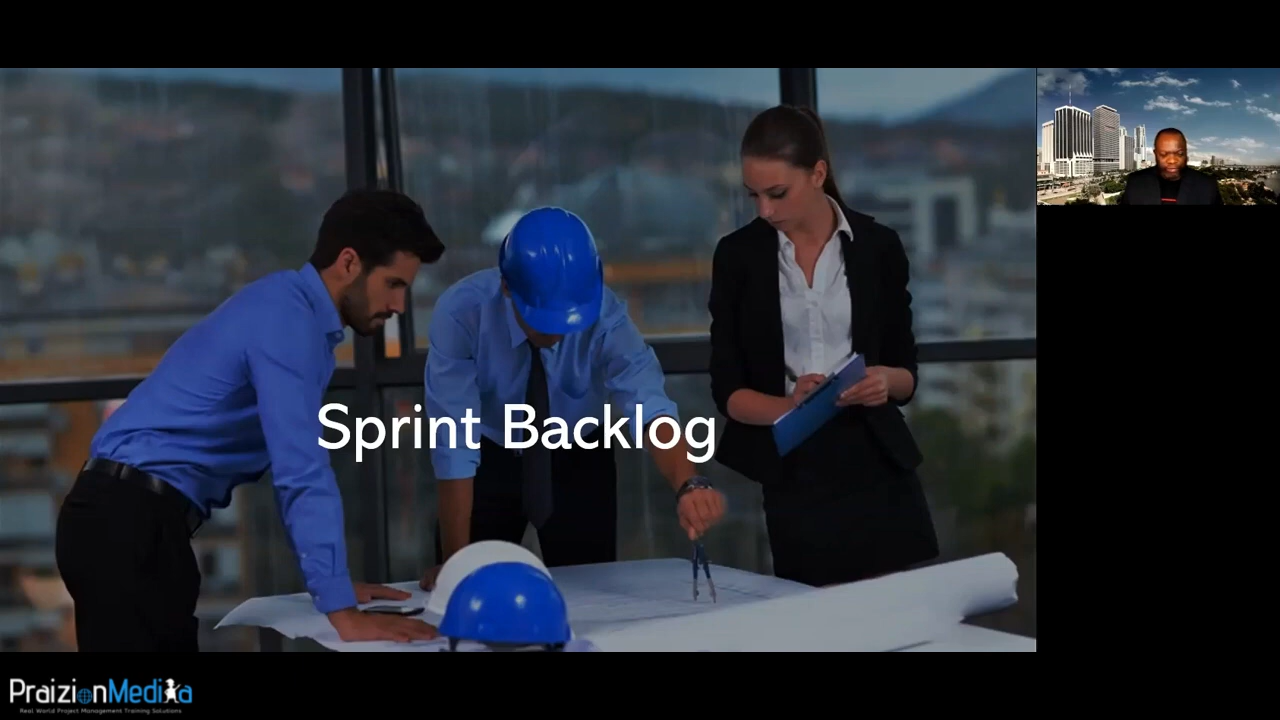 Sprint Backlog
PraizionMedia
Real World Project Management Training Solutions